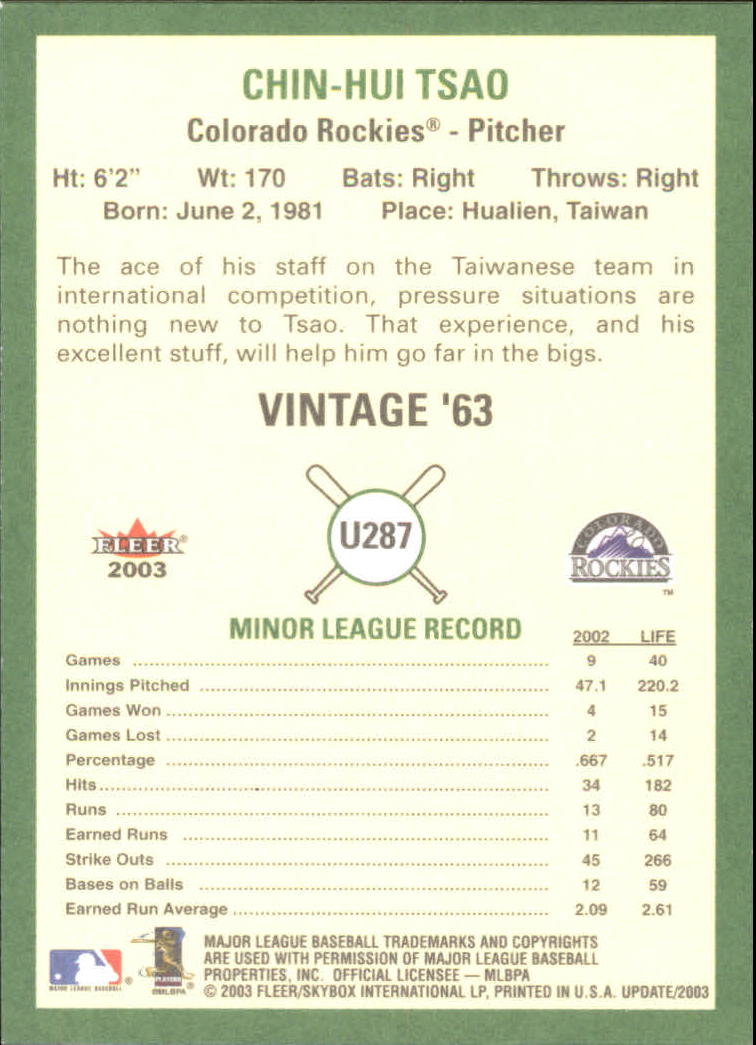 CHIN-HUI TSAO
Colorado Rockies® - Pitcher
Ht: 6'2" Wt: 170 Bats: Right Throws: Right
Born: June 2, 1981 Place: Hualien, Taiwan
The ace of his staff on the Taiwanese team in
international competition, pressure situations are
nothing new to Tsao. That experience, and his
excellent stuff, will help him go far in the bigs.
VINTAGE '63
U287
FLEER®
2003
COLORADO
ROCKIES
™
MINOR LEAGUE RECORD
2002 LIFE
Games 9 40
Innings Pitched 47.1 220.2
Games Won 4 15
Games Lost 2 14
Percentage .667 .517
Hits 34 182
Runs 13 80
Earned Runs 11 64
Strike Outs 45 266
Bases on Balls 12 59
Earned Run Average 2.09 2.61
MAJOR LEAGUE BASEBALL®
PLAYERS
®MLBPA
MAJOR LEAGUE BASEBALL TRADEMARKS AND COPYRIGHTS
ARE USED WITH PERMISSION OF MAJOR LEAGUE BASEBALL
PROPERTIES, INC. OFFICIAL LICENSEE — MLBPA
© 2003 FLEER/SKYBOX INTERNATIONAL LP, PRINTED IN U.S.A. UPDATE/2003